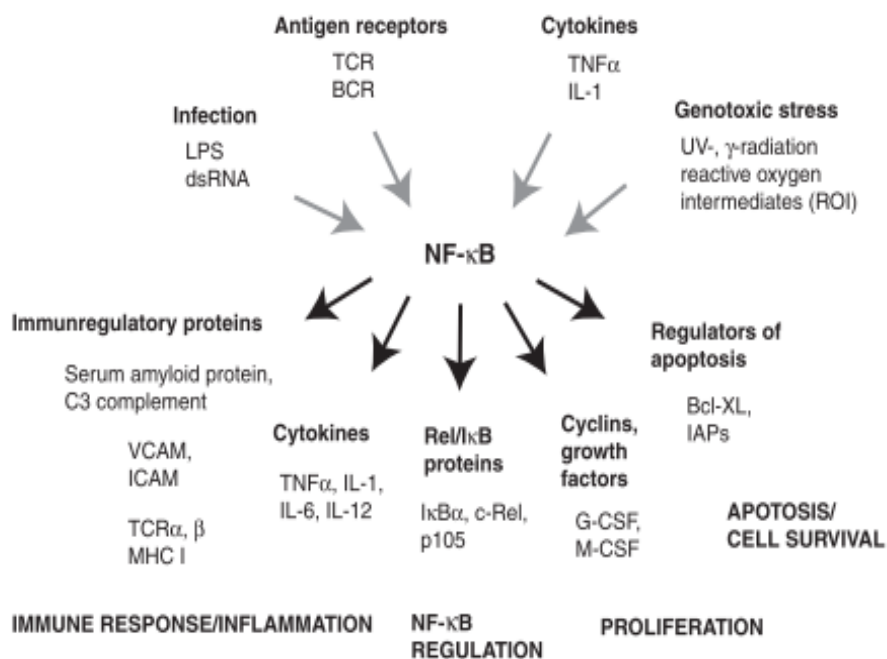 Antigen receptors
TCR
BCR
Cytokines
TNFα
IL-1
Infection
LPS
dsRNA
Genotoxic stress
UV-, γ-radiation
reactive oxygen
intermediates (ROI)
NF-κB
Immunregulatory proteins
Serum amyloid protein,
C3 complement
VCAM,
ICAM
TCRα, β
MHC I
Cytokines
TNFα, IL-1,
IL-6, IL-12
Rel/IκB
proteins
IκBα, c-Rel,
p105
Cyclins,
growth
factors
G-CSF,
M-CSF
Regulators of
apoptosis
Bcl-XL,
IAPs
APOTOSIS/
CELL SURVIVAL
IMMUNE RESPONSE/INFLAMMATION
NF-κB
REGULATION
PROLIFERATION